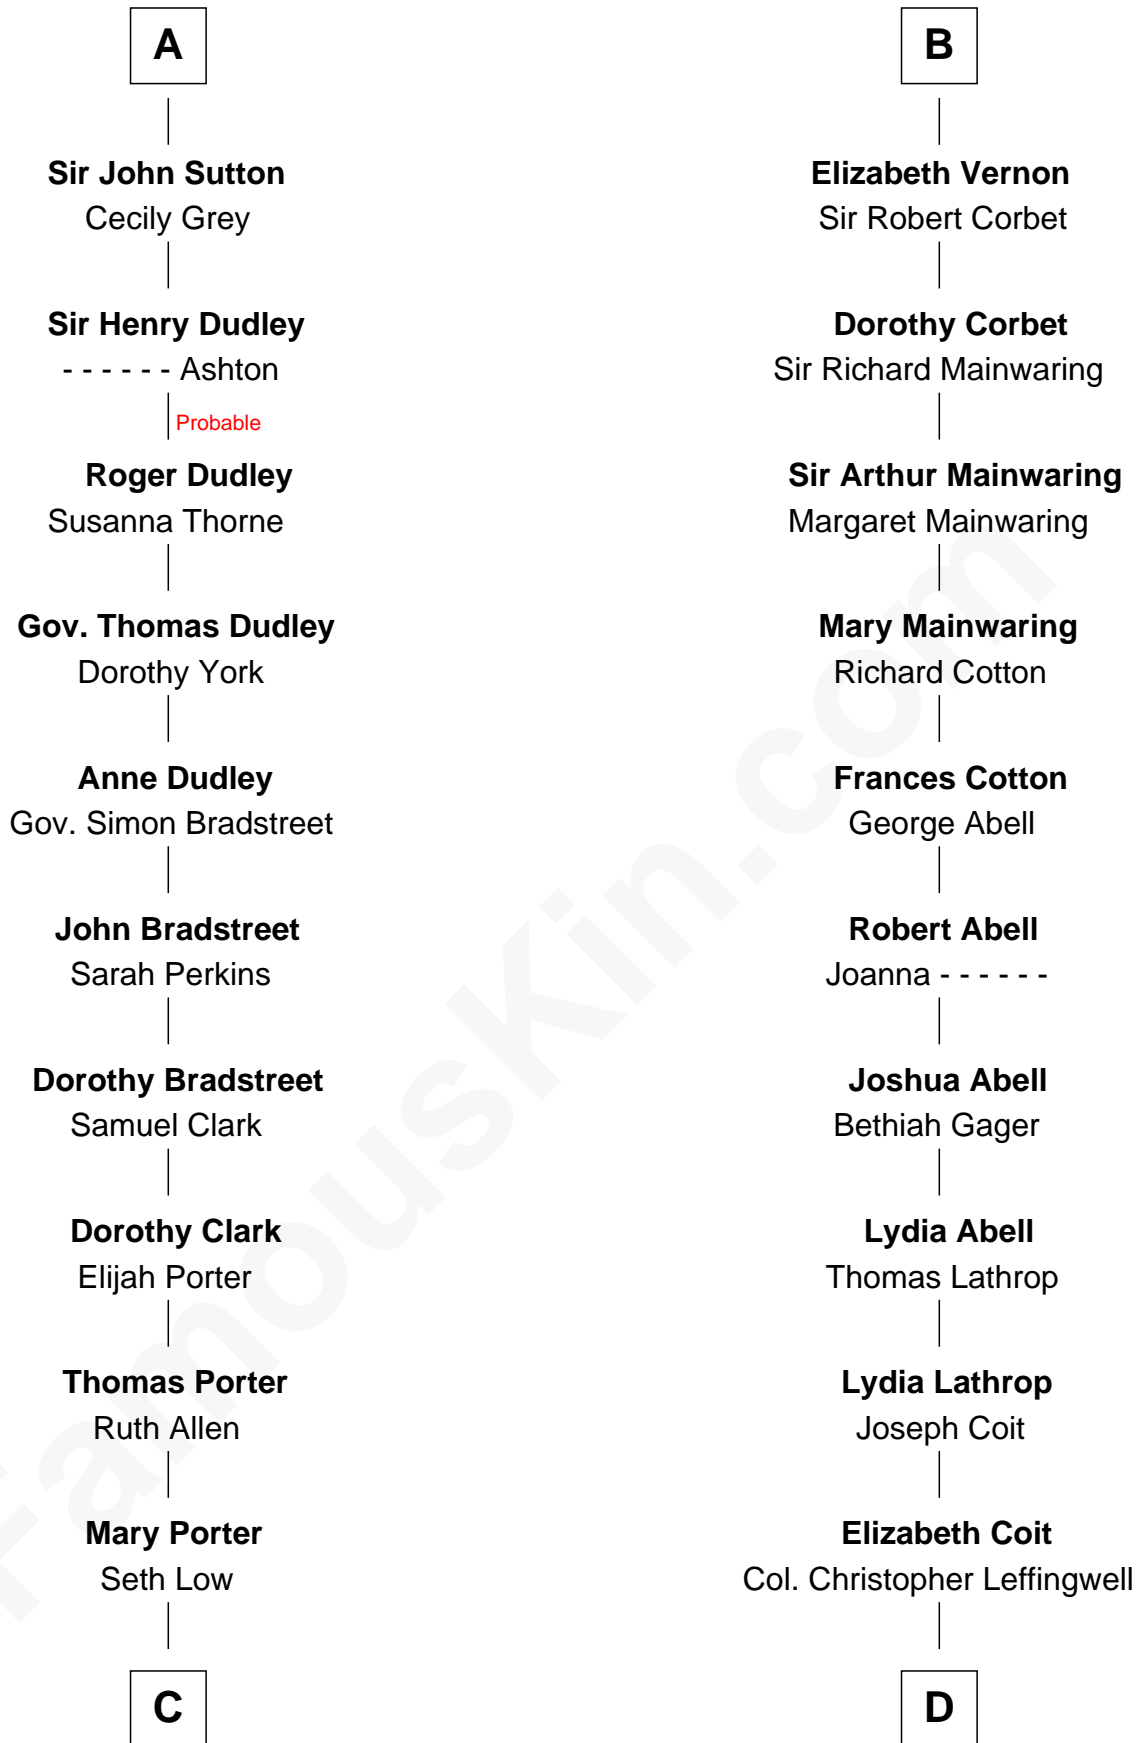 A
Sir John Sutton
Cecily Grey
Sir Henry Dudley
- - - - - - Ashton
Probable
Roger Dudley
Susanna Thorne
Gov. Thomas Dudley
Dorothy York
Anne Dudley
Gov. Simon Bradstreet
John Bradstreet
Sarah Perkins
Dorothy Bradstreet
Samuel Clark
Dorothy Clark
Elijah Porter
Thomas Porter
Ruth Allen
Mary Porter
Seth Low
C
B
Elizabeth Vernon
Sir Robert Corbet
Dorothy Corbet
Sir Richard Mainwaring
Sir Arthur Mainwaring
Margaret Mainwaring
Mary Mainwaring
Richard Cotton
Frances Cotton
George Abell
Robert Abell
Joanna - - - - - -
Joshua Abell
Bethiah Gager
Lydia Abell
Thomas Lathrop
Lydia Lathrop
Joseph Coit
Elizabeth Coit
Col. Christopher Leffingwell
D
FamousKin.com